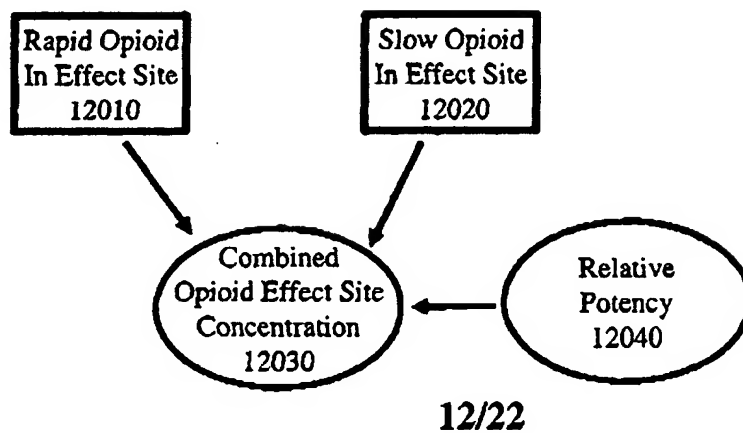 Rapid Opioid
In Effect Site
12010
Slow Opioid
In Effect Site
12020
Combined
Opioid Effect Site
Concentration
12030
Relative
Potency
12040
12/22